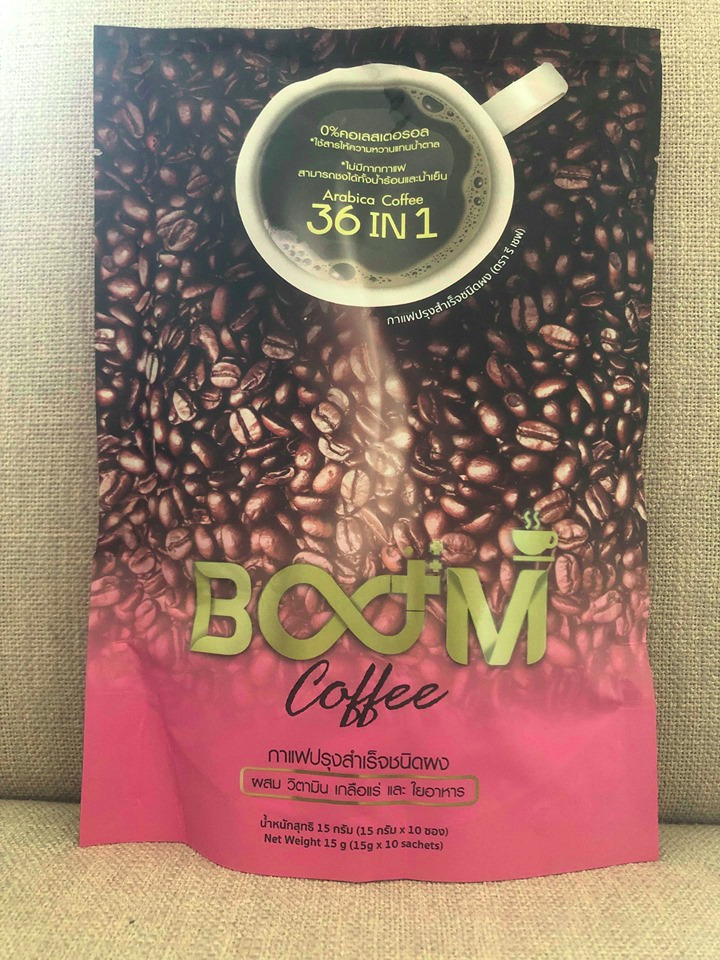 0%คอเลสเตอรอล
*ใช้สารให้ความหวานแทนน้ำตาล
*ไม่มีกากกาแฟ
สามารถชงได้ทั้งน้ำร้อนและน้ำเย็น
Arabica Coffee
36 IN 1
กาแฟปรุงสำเร็จชนิดผง (ตรา รี เชฟ)
BOOM
Coffee
กาแฟปรุงสำเร็จชนิดผง
ผสม วิตามิน เกลือแร่ และ ใยอาหาร
น้ำหนักสุทธิ 15 กรัม (15 กรัม x 10 ซอง)
Net Weight 15 g (15g x 10 sachets)